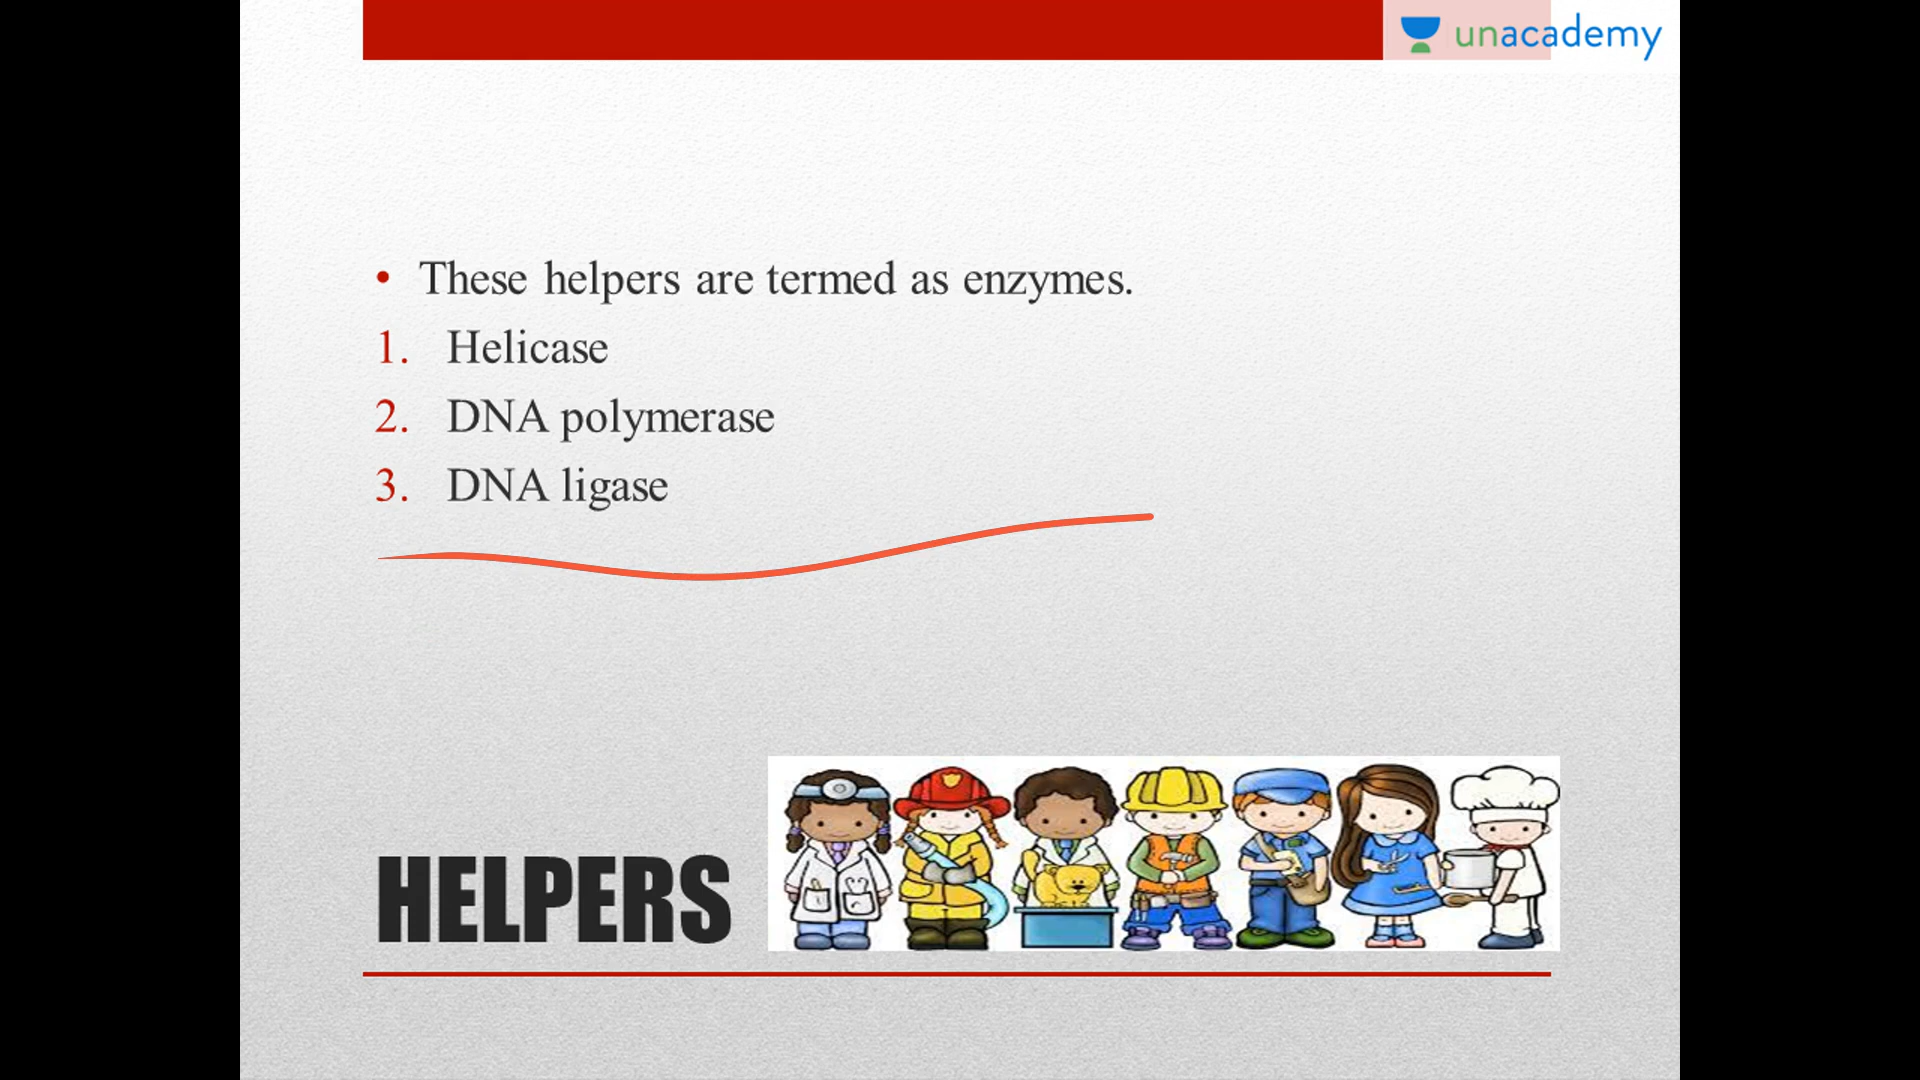 unacademy
• These helpers are termed as enzymes.
1. Helicase
2. DNA polymerase
3. DNA ligase
HELPERS